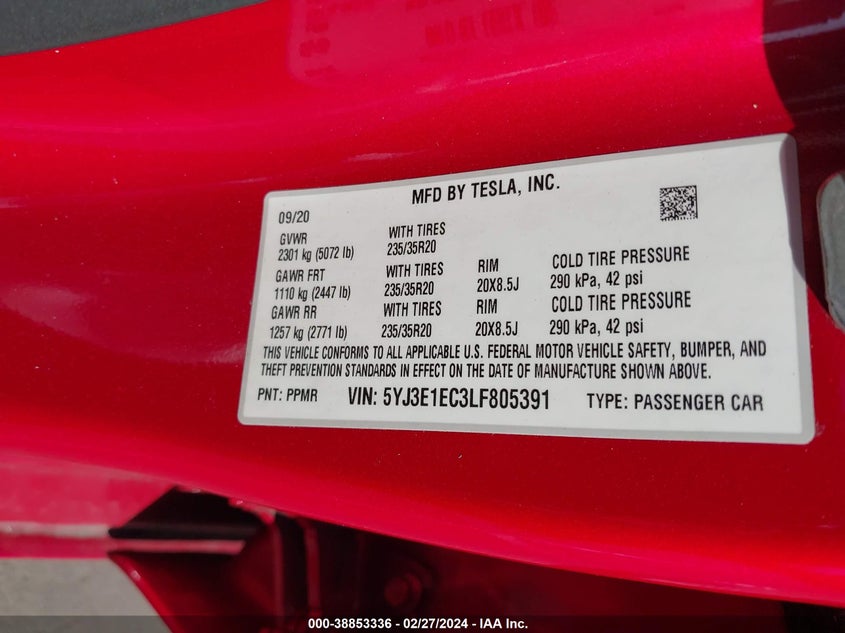 MFD BY TESLA, INC.
09/20
GVWR WITH TIRES
2301 kg (5072 lb) 235/35R20
GAWR FRT WITH TIRES RIM COLD TIRE PRESSURE
1110 kg (2447 lb) 235/35R20 20X8.5J 290 kPa, 42 psi
GAWR RR WITH TIRES RIM COLD TIRE PRESSURE
1257 kg (2771 lb) 235/35R20 20X8.5J 290 kPa, 42 psi
THIS VEHICLE CONFORMS TO ALL APPLICABLE U.S. FEDERAL MOTOR VEHICLE SAFETY, BUMPER, AND
THEFT PREVENTION STANDARDS IN EFFECT ON THE DATE OF MANUFACTURE SHOWN ABOVE.
PNT: PPMR VIN: 5YJ3E1EC3LF805391 TYPE: PASSENGER CAR
000-38853336 - 02/27/2024 - IAA Inc.